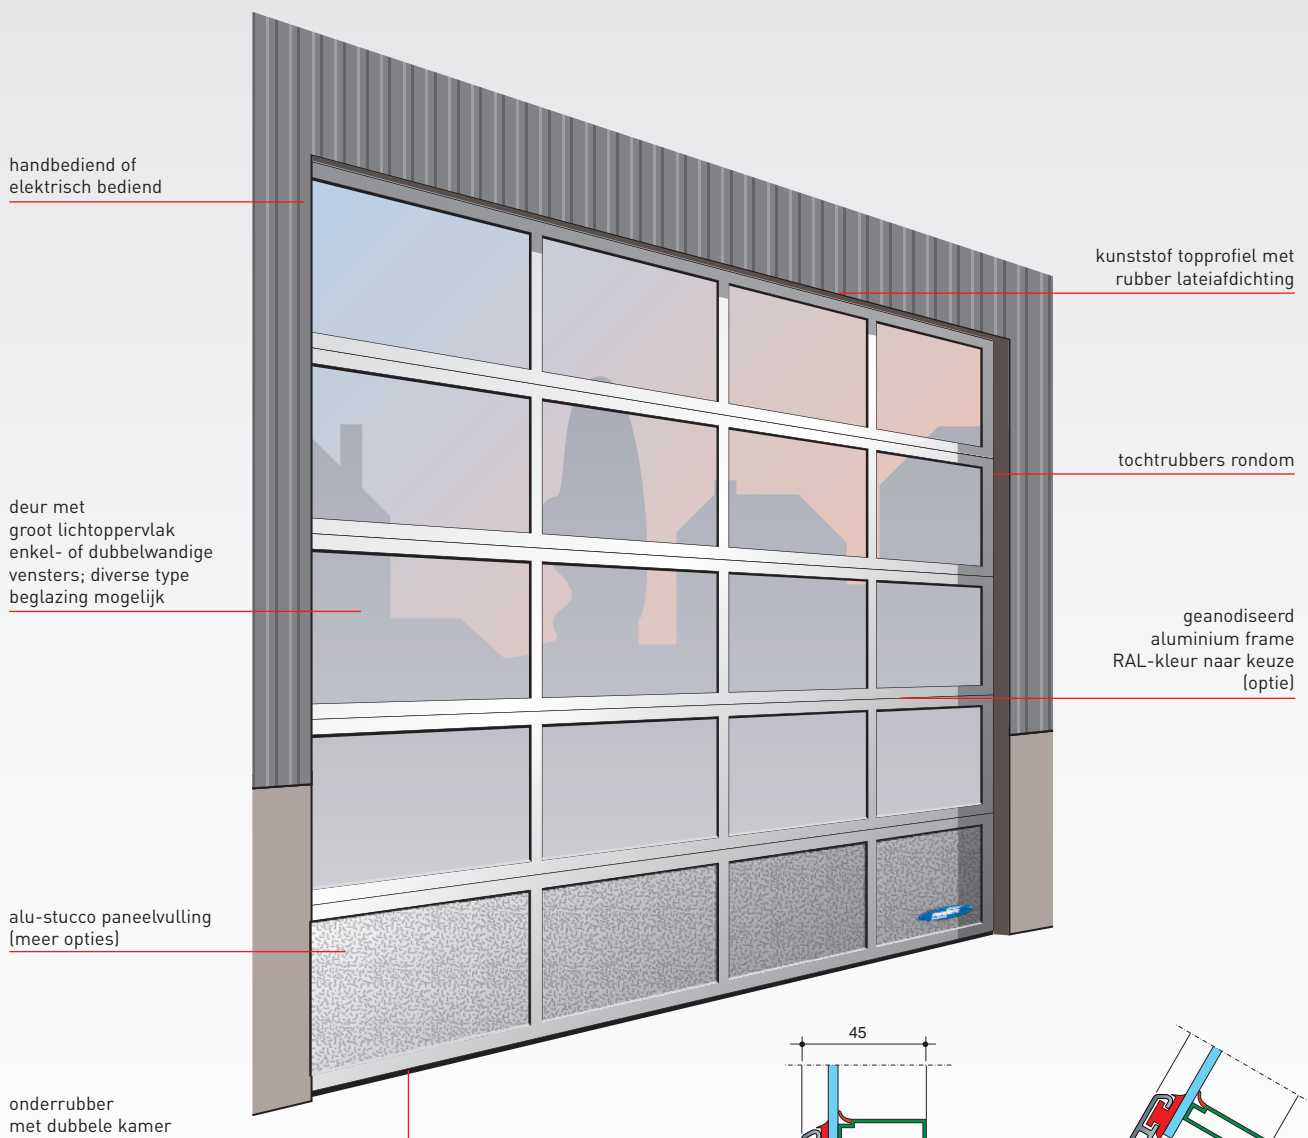 handbediend of
elektrisch bediend
kunststof topprofiel met
rubber lateiafdichting
tochtrubbers rondom
deur met
groot lichtoppervlak
enkel- of dubbelwandige
vensters; diverse type
beglazing mogelijk
geanodiseerd
aluminium frame
RAL-kleur naar keuze
(optie)
alu-stucco paneelvulling
(meer opties)
45
onderrubber
met dubbele kamer